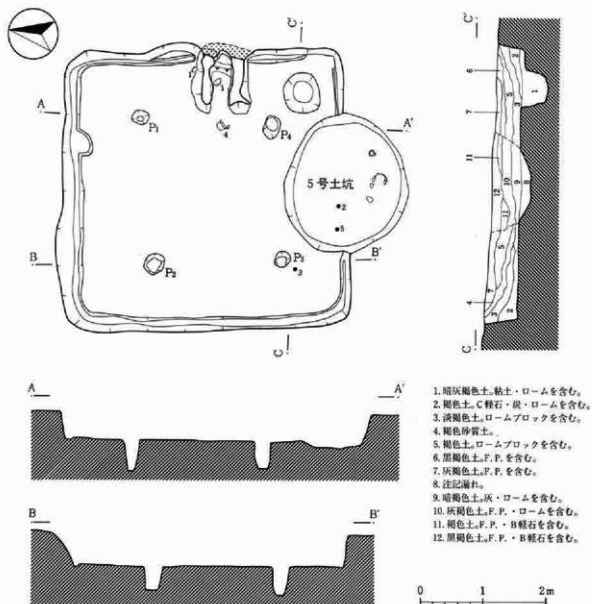 C'
C'
A
P1
1
1
4
P4
A'
5号土坑
2
5
B
P2
P3
3
B'
C
C
A
A'
B
B'
1. 暗灰褐色土。粘土・ロームを含む。
2. 褐色土。C軽石・炭・ロームを含む。
3. 淡褐色土。ロームブロックを含む。
4. 褐色砂質土。
5. 褐色土。ロームブロックを含む。
6. 黒褐色土。F.P.を含む。
7. 灰褐色土。F.P.を含む。
8. 注記漏れ。
9. 暗褐色土。灰・ロームを含む。
10. 灰褐色土。F.P.・ロームを含む。
11. 褐色土。F.P.・B軽石を含む。
12. 黒褐色土。F.P.・B軽石を含む。
0 1 2m